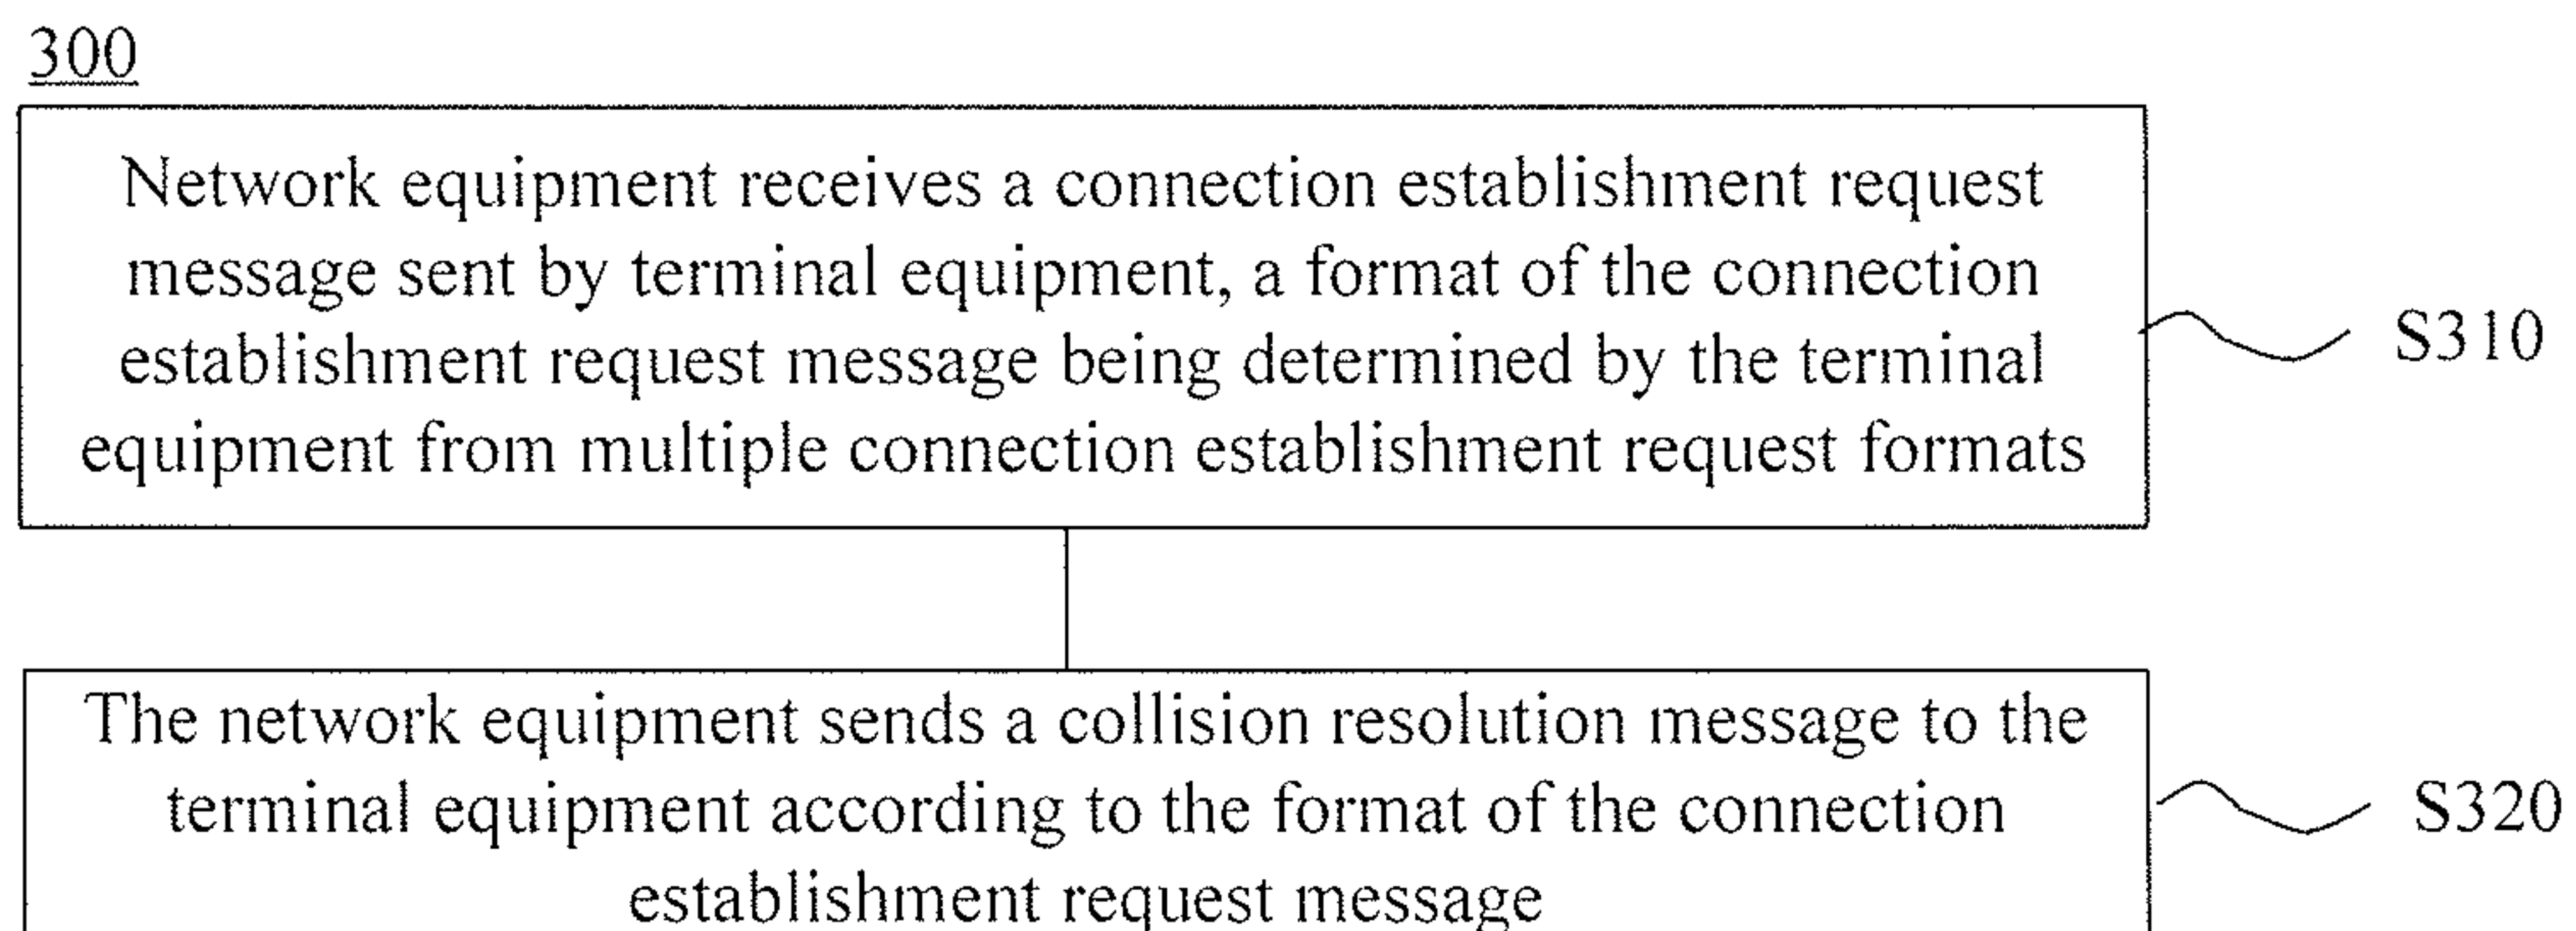 300
Network equipment receives a connection establishment request
message sent by terminal equipment, a format of the connection
establishment request message being determined by the terminal
equipment from multiple connection establishment request formats
S310
The network equipment sends a collision resolution message to the
terminal equipment according to the format of the connection
establishment request message
S320